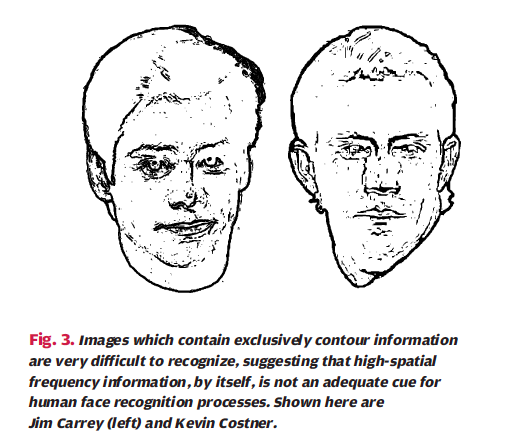 Fig. 3. Images which contain exclusively contour information
are very difficult to recognize, suggesting that high-spatial
frequency information, by itself, is not an adequate cue for
human face recognition processes. Shown here are
Jim Carrey (left) and Kevin Costner.